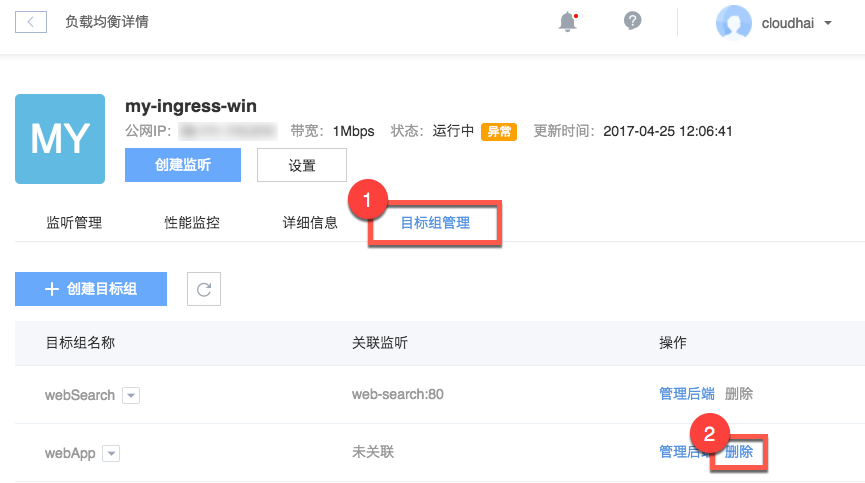 负载均衡详情
cloudhai
MY
my-ingress-win
公网IP: 带宽: 1Mbps 状态: 运行中 异常 更新时间: 2017-04-25 12:06:41
创建监听 设置
1
监听管理 性能监控 详细信息 目标组管理
创建目标组
目标组名称 关联监听 操作
webSearch web-search:80 管理后端 删除
2
webApp 未关联 管理后端 删除